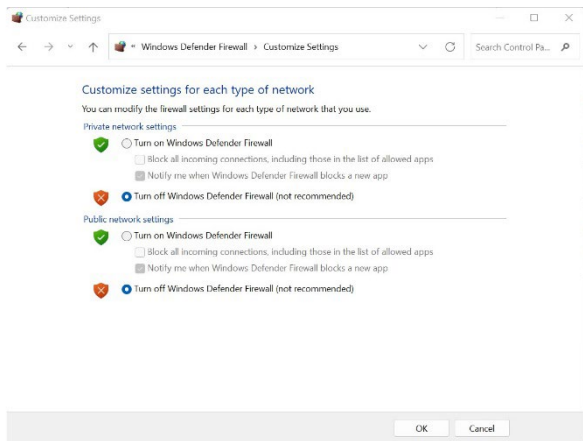 Customize Settings
« Windows Defender Firewall > Customize Settings
Search Control Pa...
Customize settings for each type of network
You can modify the firewall settings for each type of network that you use.
Private network settings
Turn on Windows Defender Firewall
Block all incoming connections, including those in the list of allowed apps
Notify me when Windows Defender Firewall blocks a new app
Turn off Windows Defender Firewall (not recommended)
Public network settings
Turn on Windows Defender Firewall
Block all incoming connections, including those in the list of allowed apps
Notify me when Windows Defender Firewall blocks a new app
Turn off Windows Defender Firewall (not recommended)
OK Cancel